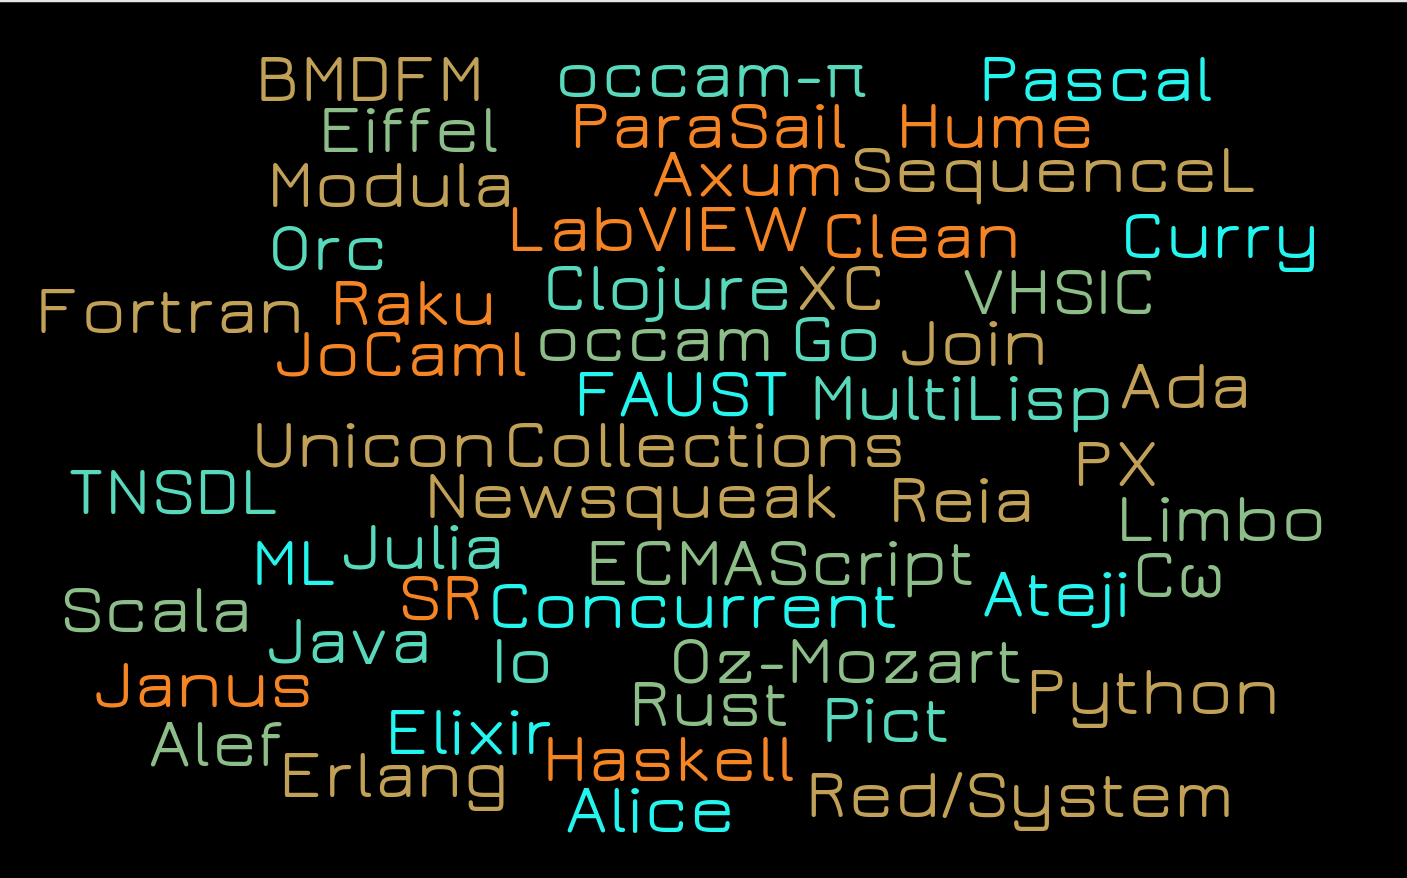 BMDFM occam-π Pascal
Eiffel ParaSail Hume
Modula Axum SequenceL
Orc LabVIEW Clean Curry
Fortran Raku Clojure XC VHSIC
JoCaml occam Go Join
FAUST MultiLisp Ada
Unicon Collections PX
TNSDL Newsqueak Reia Limbo
ML Julia ECMAScript Cω
Scala SR Concurrent Ateji
Java Io Oz-Mozart
Janus Rust Pict Python
Alef Elixir
Erlang Haskell
Alice Red/System